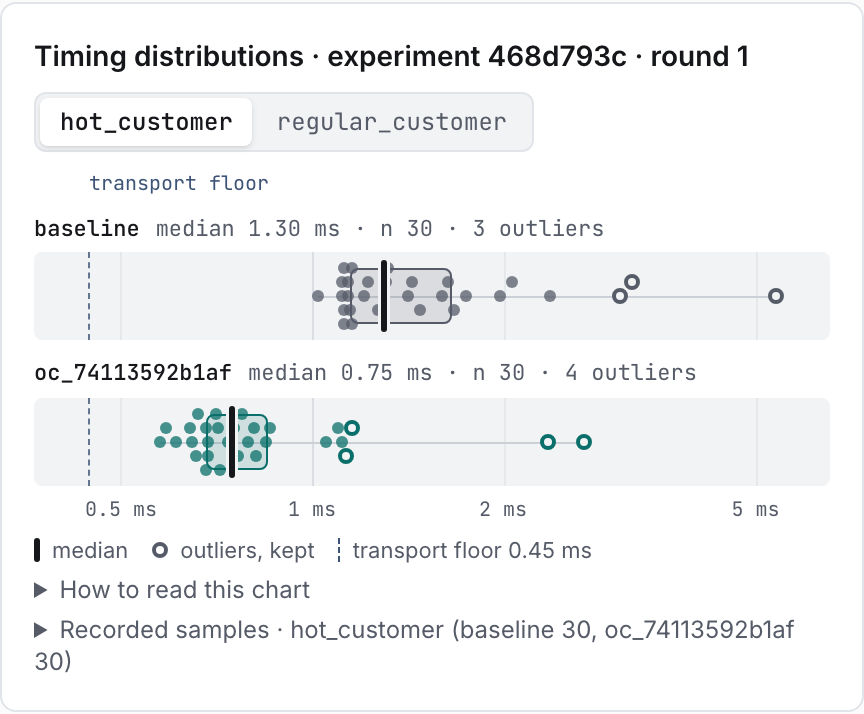 Timing distributions · experiment 468d793c · round 1
hot_customer regular_customer
transport floor
baseline median 1.30 ms · n 30 · 3 outliers
oc_74113592b1af median 0.75 ms · n 30 · 4 outliers
0.5 ms 1 ms 2 ms 5 ms
median outliers, kept transport floor 0.45 ms
▶ How to read this chart
▶ Recorded samples · hot_customer (baseline 30, oc_74113592b1af
30)